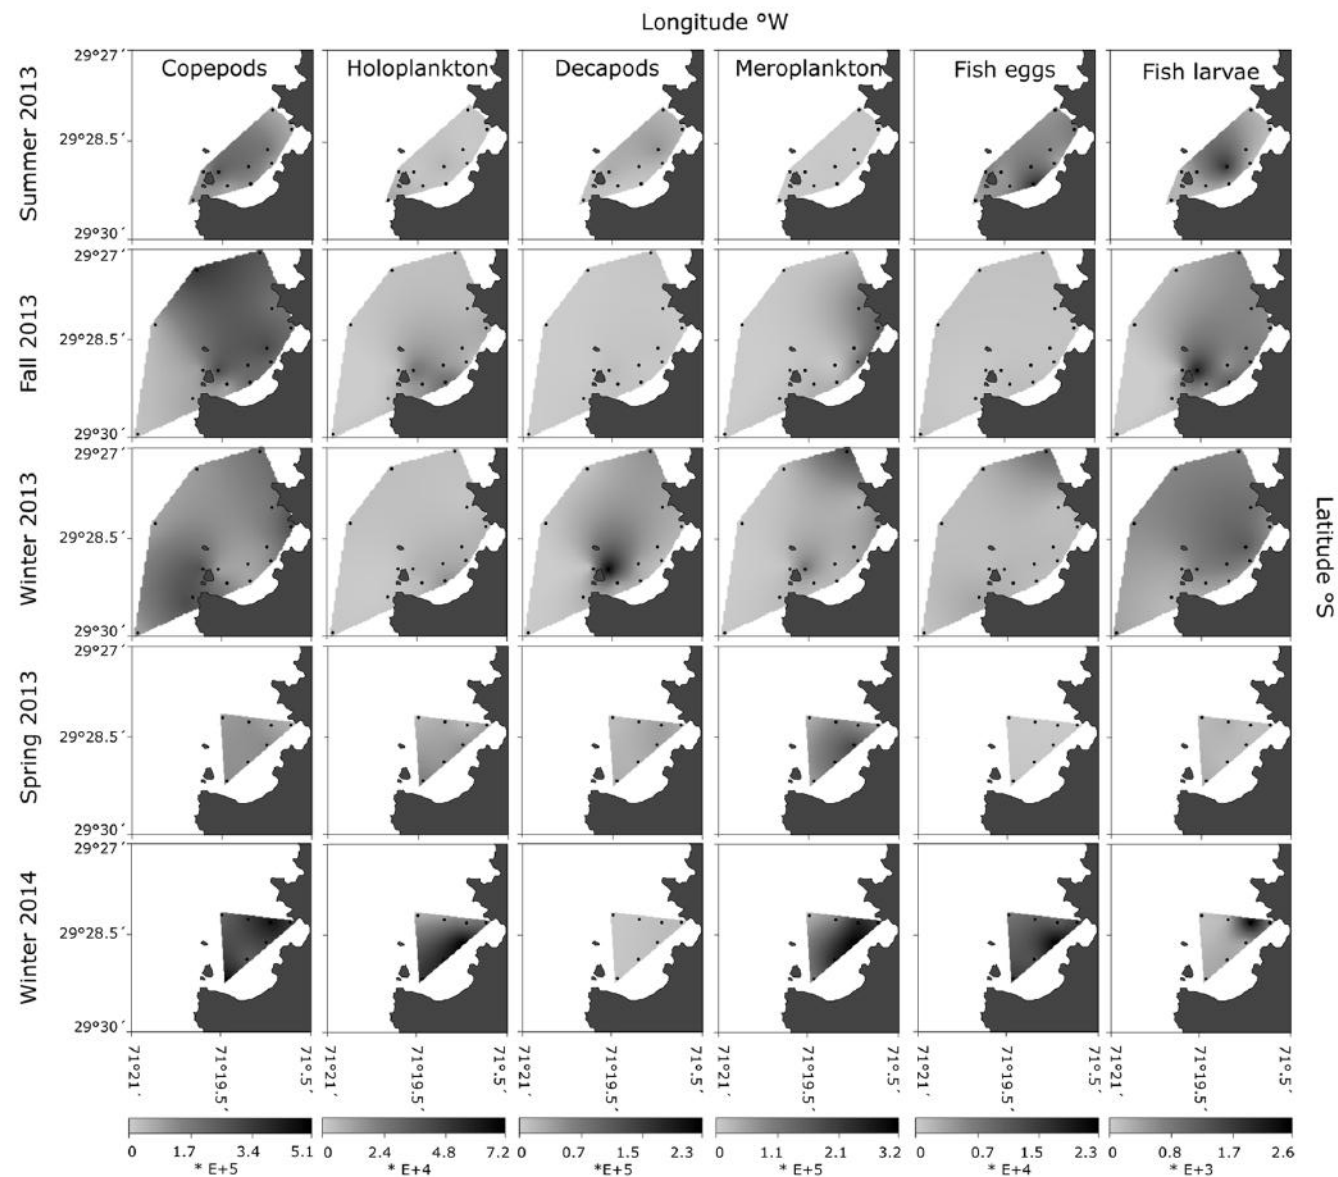 Longitude °W
Copepods Holoplankton Decapods Meroplankton Fish eggs Fish larvae
Summer 2013
29°27´
29°28.5´
29°30´
Fall 2013
29°27´
29°28.5´
29°30´
Winter 2013
29°27´
29°28.5´
29°30´
Latitude °S
Spring 2013
29°27´
29°28.5´
29°30´
Winter 2014
29°27´
29°28.5´
29°30´
71°21´ 71°19.5´ 71°.5´ 71°21´ 71°19.5´ 71°.5´ 71°21´ 71°19.5´ 71°.5´ 71°21´ 71°19.5´ 71°.5´ 71°21´ 71°19.5´ 71°.5´ 71°21´ 71°19.5´ 71°.5´
0 1.7 3.4 5.1 0 2.4 4.8 7.2 0 0.7 1.5 2.3 0 1.1 2.1 3.2 0 0.7 1.4 2.3 0 0.8 1.7 2.6
* E+5 * E+4 *E+5 * E+5 * E+4 * E+3